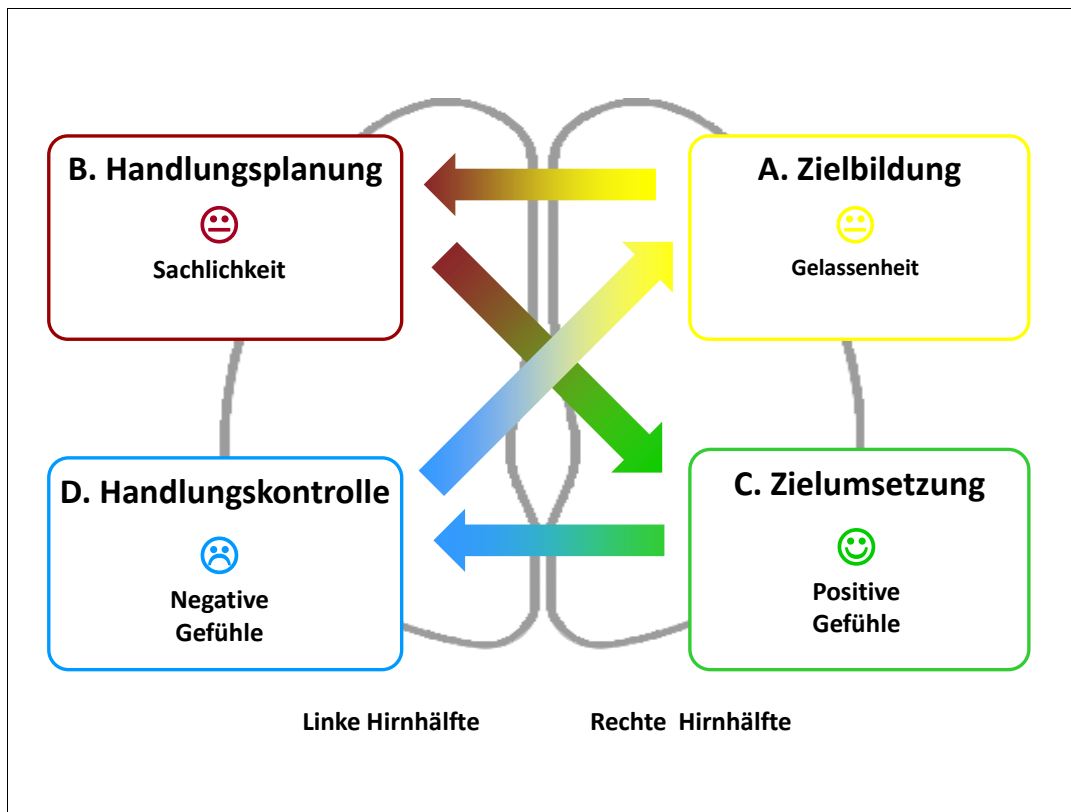 B. Handlungsplanung
Sachlichkeit
A. Zielbildung
Gelassenheit
D. Handlungskontrolle
Negative
Gefühle
C. Zielumsetzung
Positive
Gefühle
Linke Hirnhälfte
Rechte Hirnhälfte